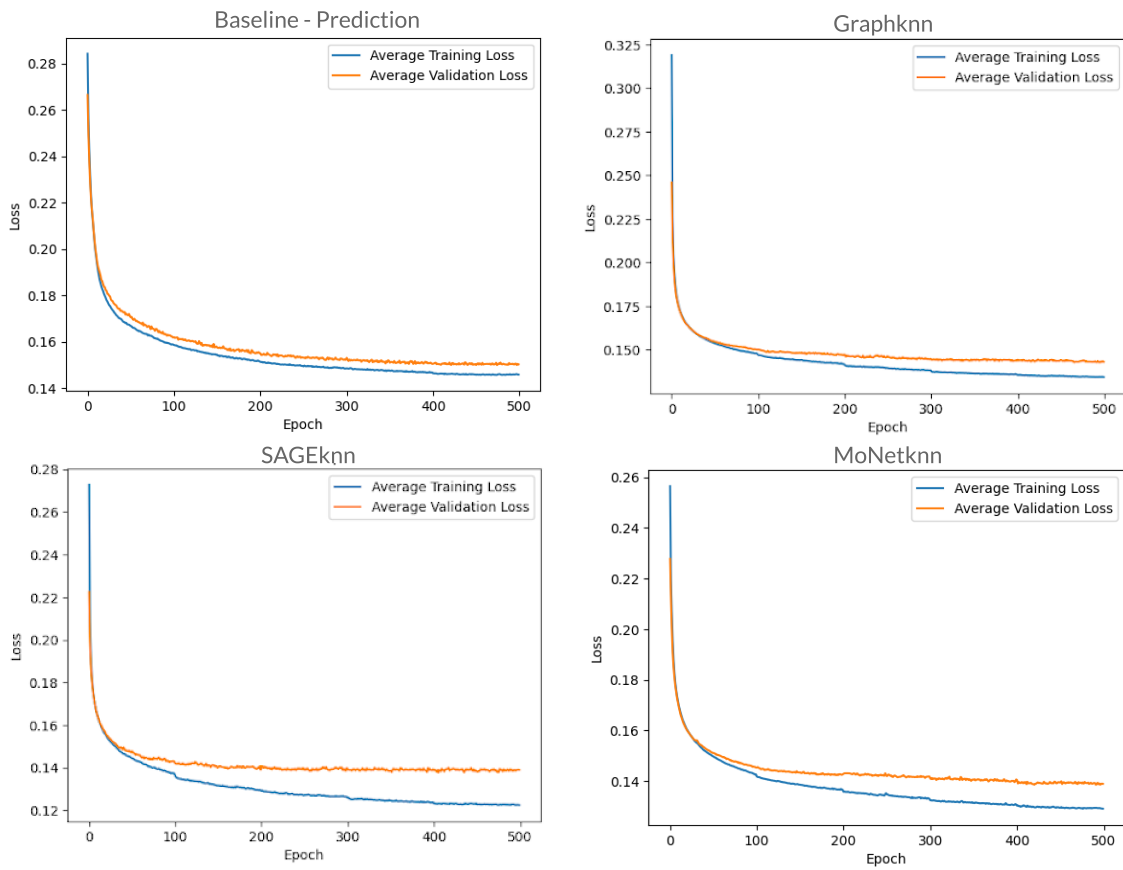 Baseline - Prediction
Average Training Loss
Average Validation Loss
0.28
0.26
0.24
0.22
0.20
0.18
0.16
0.14
Loss
0
100
200
300
400
500
Epoch
Graphknn
Average Training Loss
Average Validation Loss
0.325
0.300
0.275
0.250
0.225
0.200
0.175
0.150
Loss
0
100
200
300
400
500
Epoch
SAGEknn
Average Training Loss
Average Validation Loss
0.28
0.26
0.24
0.22
0.20
0.18
0.16
0.14
0.12
Loss
0
100
200
300
400
500
Epoch
MoNetknn
Average Training Loss
Average Validation Loss
0.26
0.24
0.22
0.20
0.18
0.16
0.14
Loss
0
100
200
300
400
500
Epoch